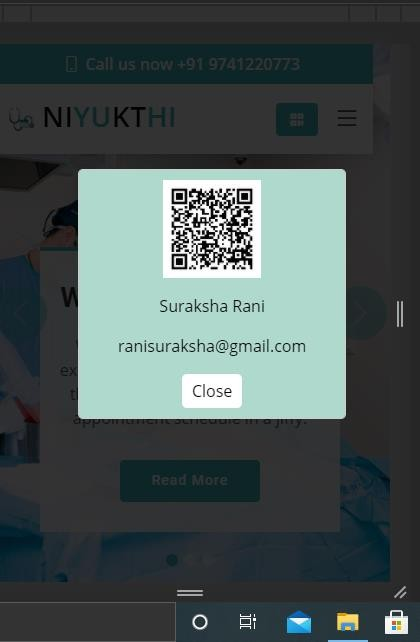 Call us now +91 9741220773
NIYUKTHI
Suraksha Rani
ranisuraksha@gmail.com
Close
appointment schedule in a jiffy.
Read More